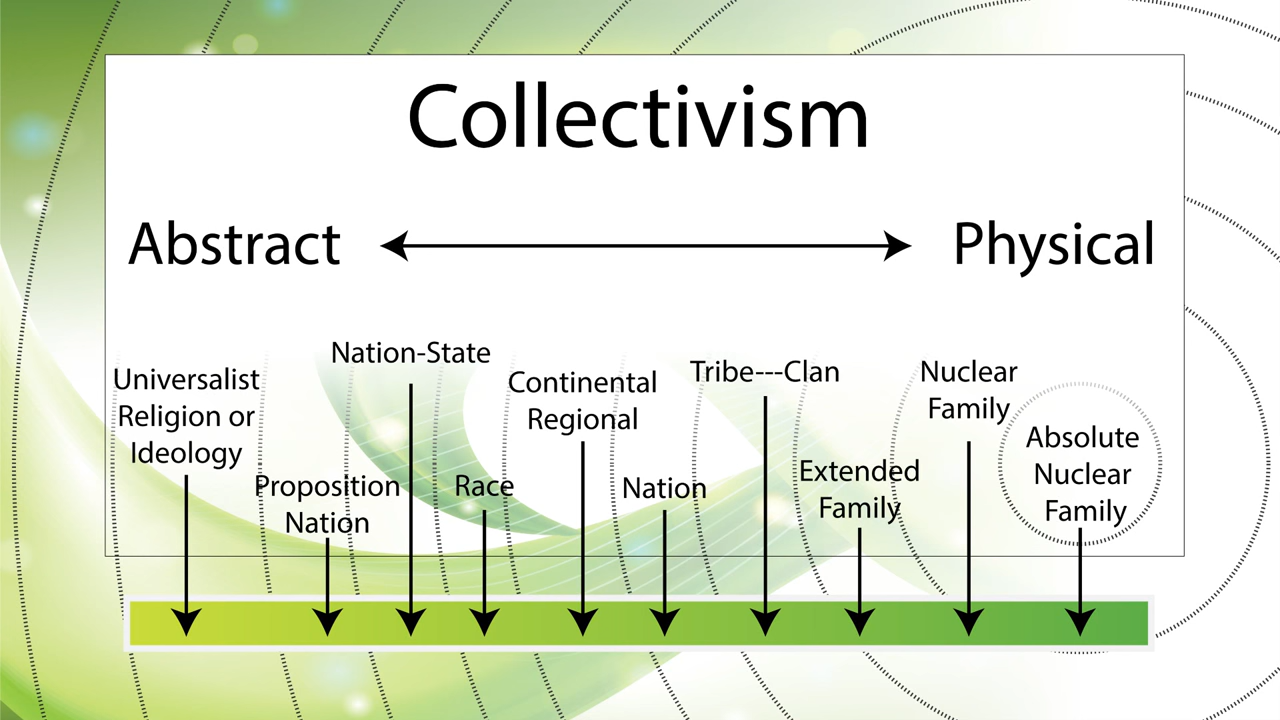 Collectivism
Abstract
Physical
Universalist
Religion or
Ideology
Proposition
Nation
Nation-State
Race
Continental
Regional
Nation
Tribe---Clan
Extended
Family
Nuclear
Family
Absolute
Nuclear
Family